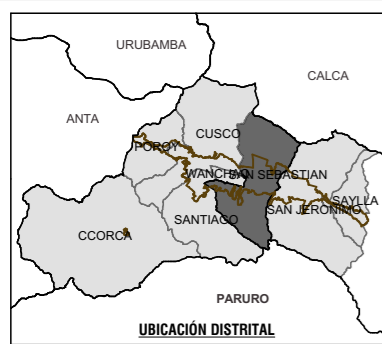 URUBAMBA
CALCA
ANTA
CUSCO
POROY
WANCHAQ
SAN SEBASTIAN
SAYLLA
SAN JERONIMO
SANTIAGO
CCORCA
PARURO
UBICACIÓN DISTRITAL